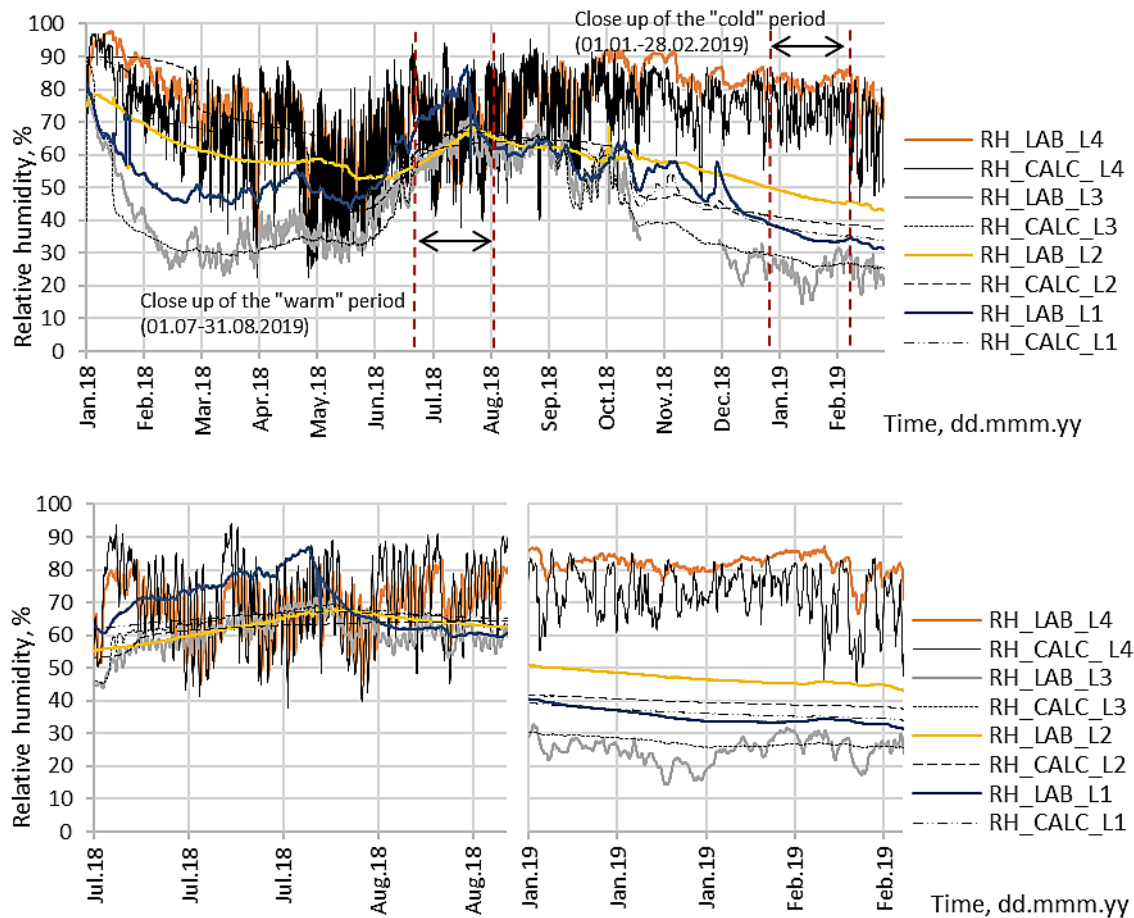 Relative humidity, %
100
90
80
70
60
50
40
30
20
10
0
Close up of the "cold" period
(01.01.-28.02.2019)
Close up of the "warm" period
(01.07-31.08.2019)
Jan.18
Feb.18
Mar.18
Apr.18
May.18
Jun.18
Jul.18
Aug.18
Sep.18
Oct.18
Nov.18
Dec.18
Jan.19
Feb.19
Time, dd.mmm.yy
RH_LAB_L4
RH_CALC_ L4
RH_LAB_L3
RH_CALC_L3
RH_LAB_L2
RH_CALC_L2
RH_LAB_L1
RH_CALC_L1
Relative humidity, %
100
90
80
70
60
50
40
30
20
10
0
Jul.18
Jul.18
Jul.18
Aug.18
Aug.18
Jan.19
Jan.19
Jan.19
Feb.19
Feb.19
Time, dd.mmm.yy
RH_LAB_L4
RH_CALC_ L4
RH_LAB_L3
RH_CALC_L3
RH_LAB_L2
RH_CALC_L2
RH_LAB_L1
RH_CALC_L1